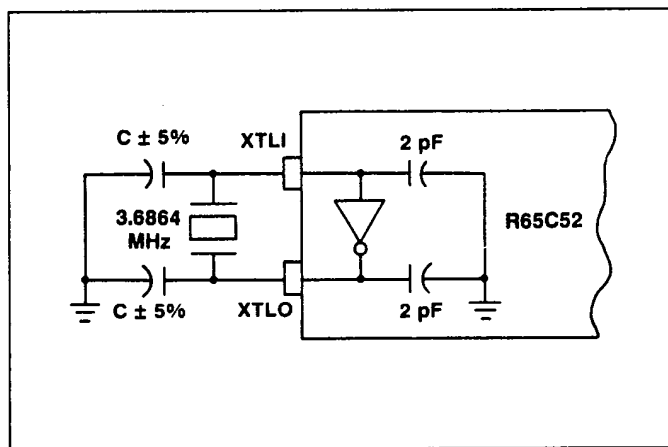 C ± 5%
XTLI
2 pF
3.6864
MHz
R65C52
C ± 5%
XTLO
2 pF